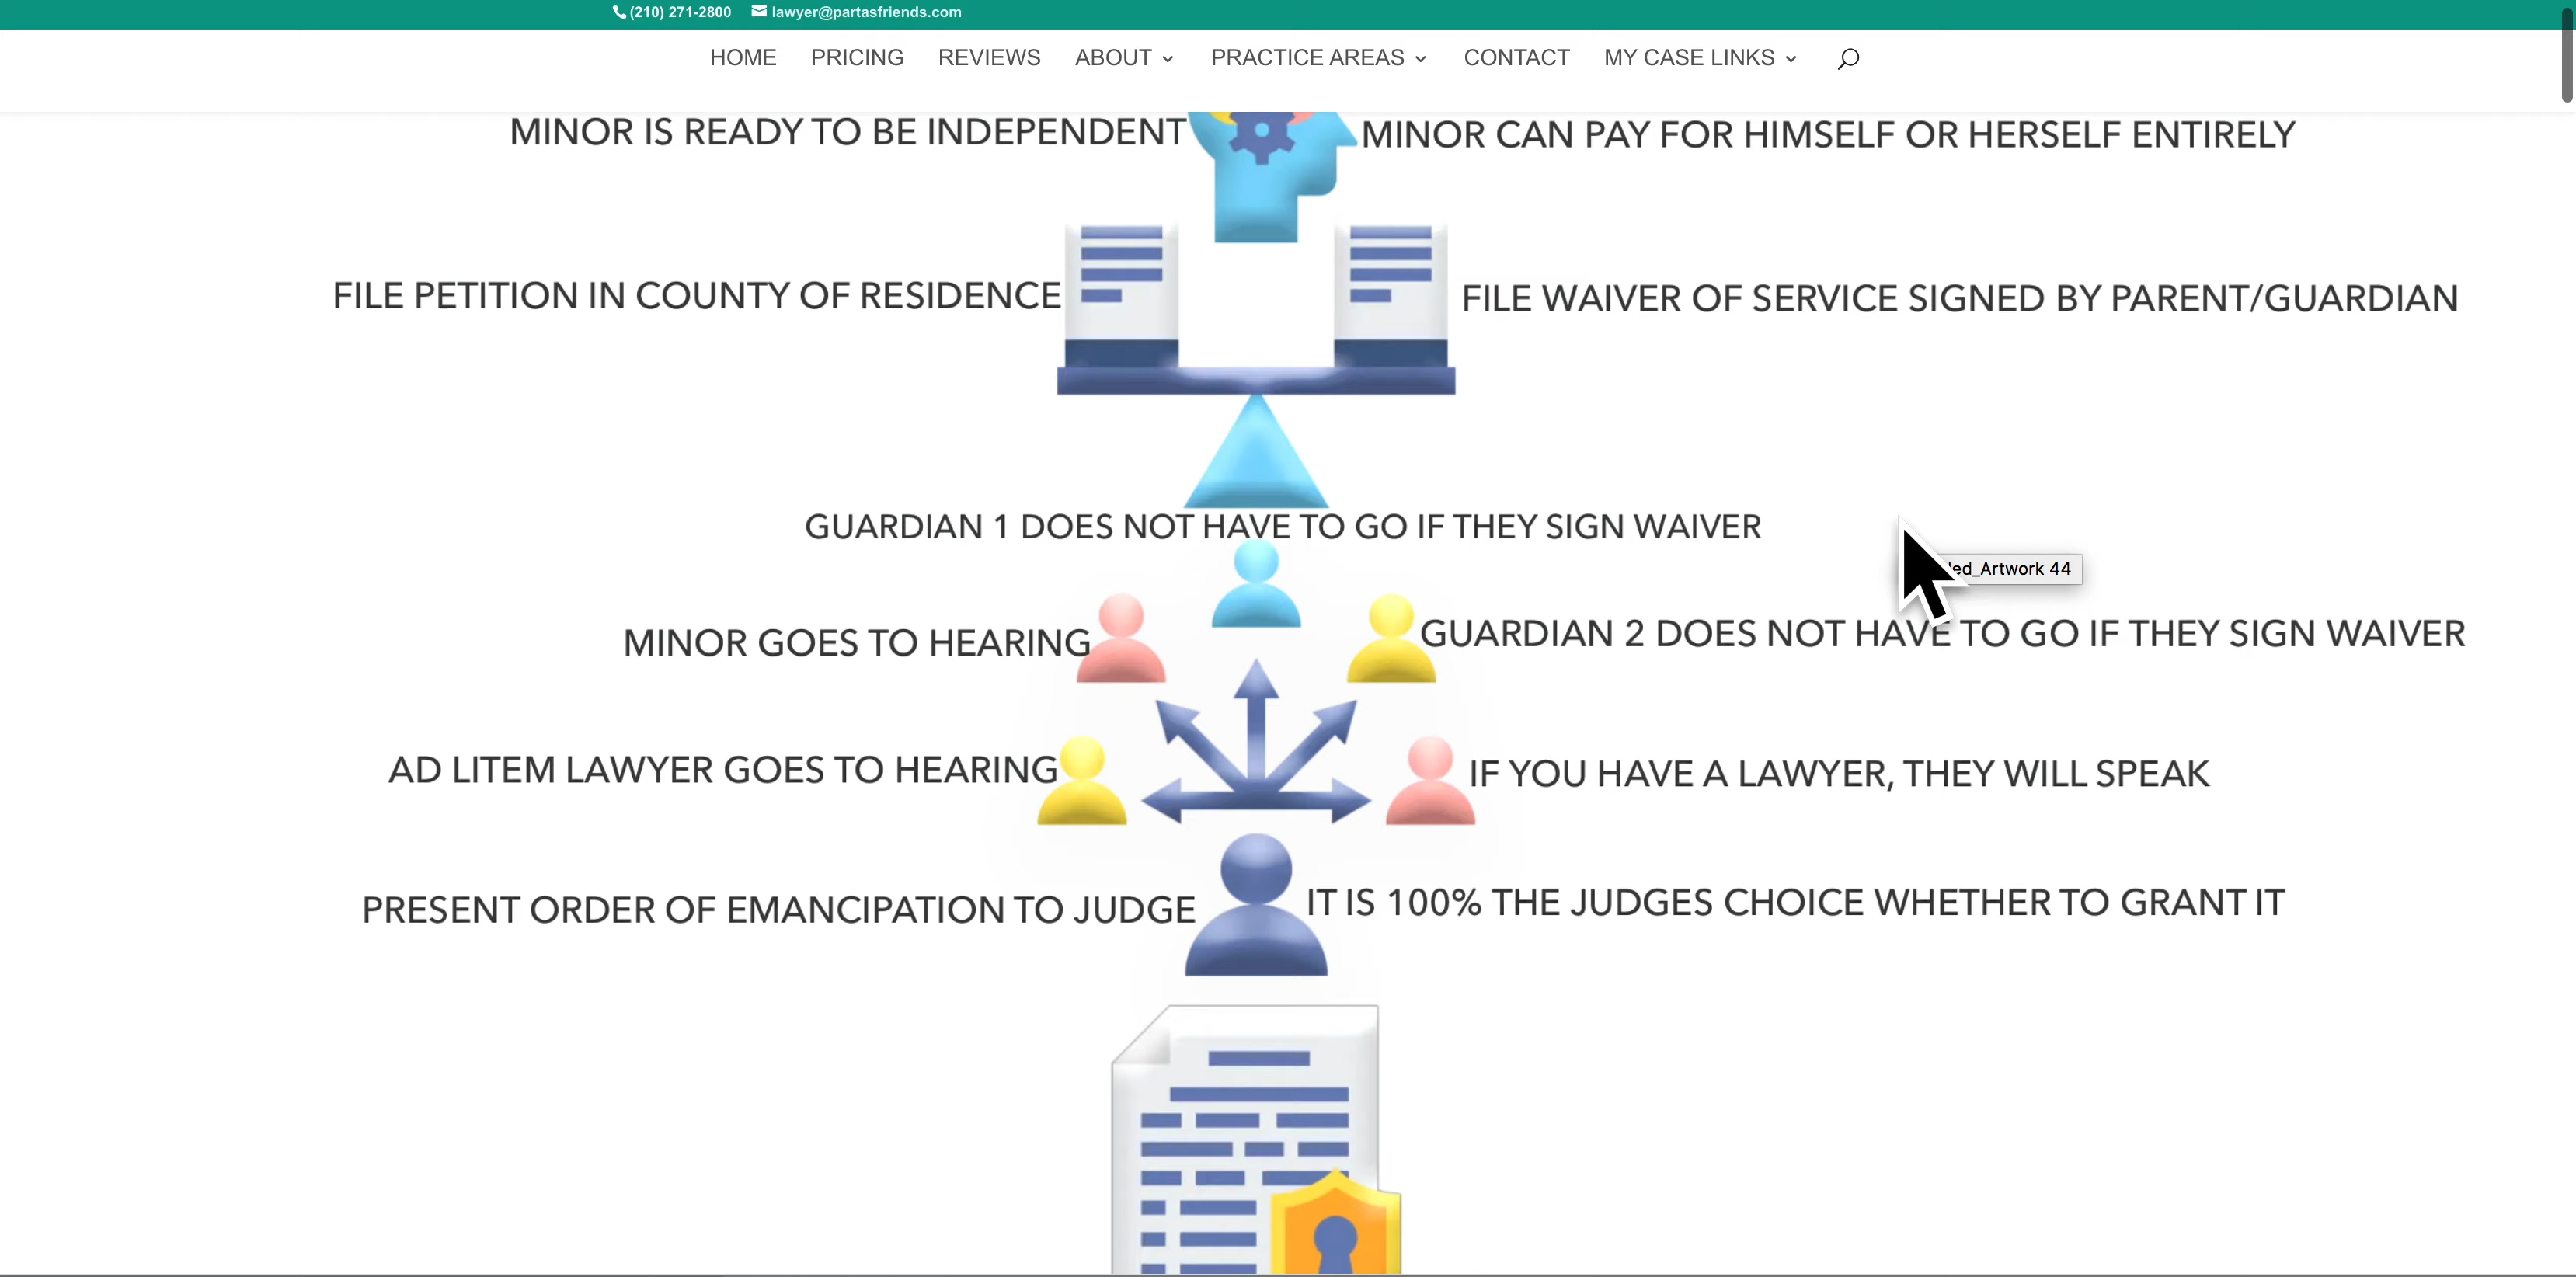 (210) 271-2800 lawyer@partasfriends.com
HOME PRICING REVIEWS ABOUT PRACTICE AREAS CONTACT MY CASE LINKS
MINOR IS READY TO BE INDEPENDENT
MINOR CAN PAY FOR HIMSELF OR HERSELF ENTIRELY
FILE PETITION IN COUNTY OF RESIDENCE
FILE WAIVER OF SERVICE SIGNED BY PARENT/GUARDIAN
GUARDIAN 1 DOES NOT HAVE TO GO IF THEY SIGN WAIVER
ed_Artwork 44
MINOR GOES TO HEARING
GUARDIAN 2 DOES NOT HAVE TO GO IF THEY SIGN WAIVER
AD LITEM LAWYER GOES TO HEARING
IF YOU HAVE A LAWYER, THEY WILL SPEAK
PRESENT ORDER OF EMANCIPATION TO JUDGE
IT IS 100% THE JUDGES CHOICE WHETHER TO GRANT IT